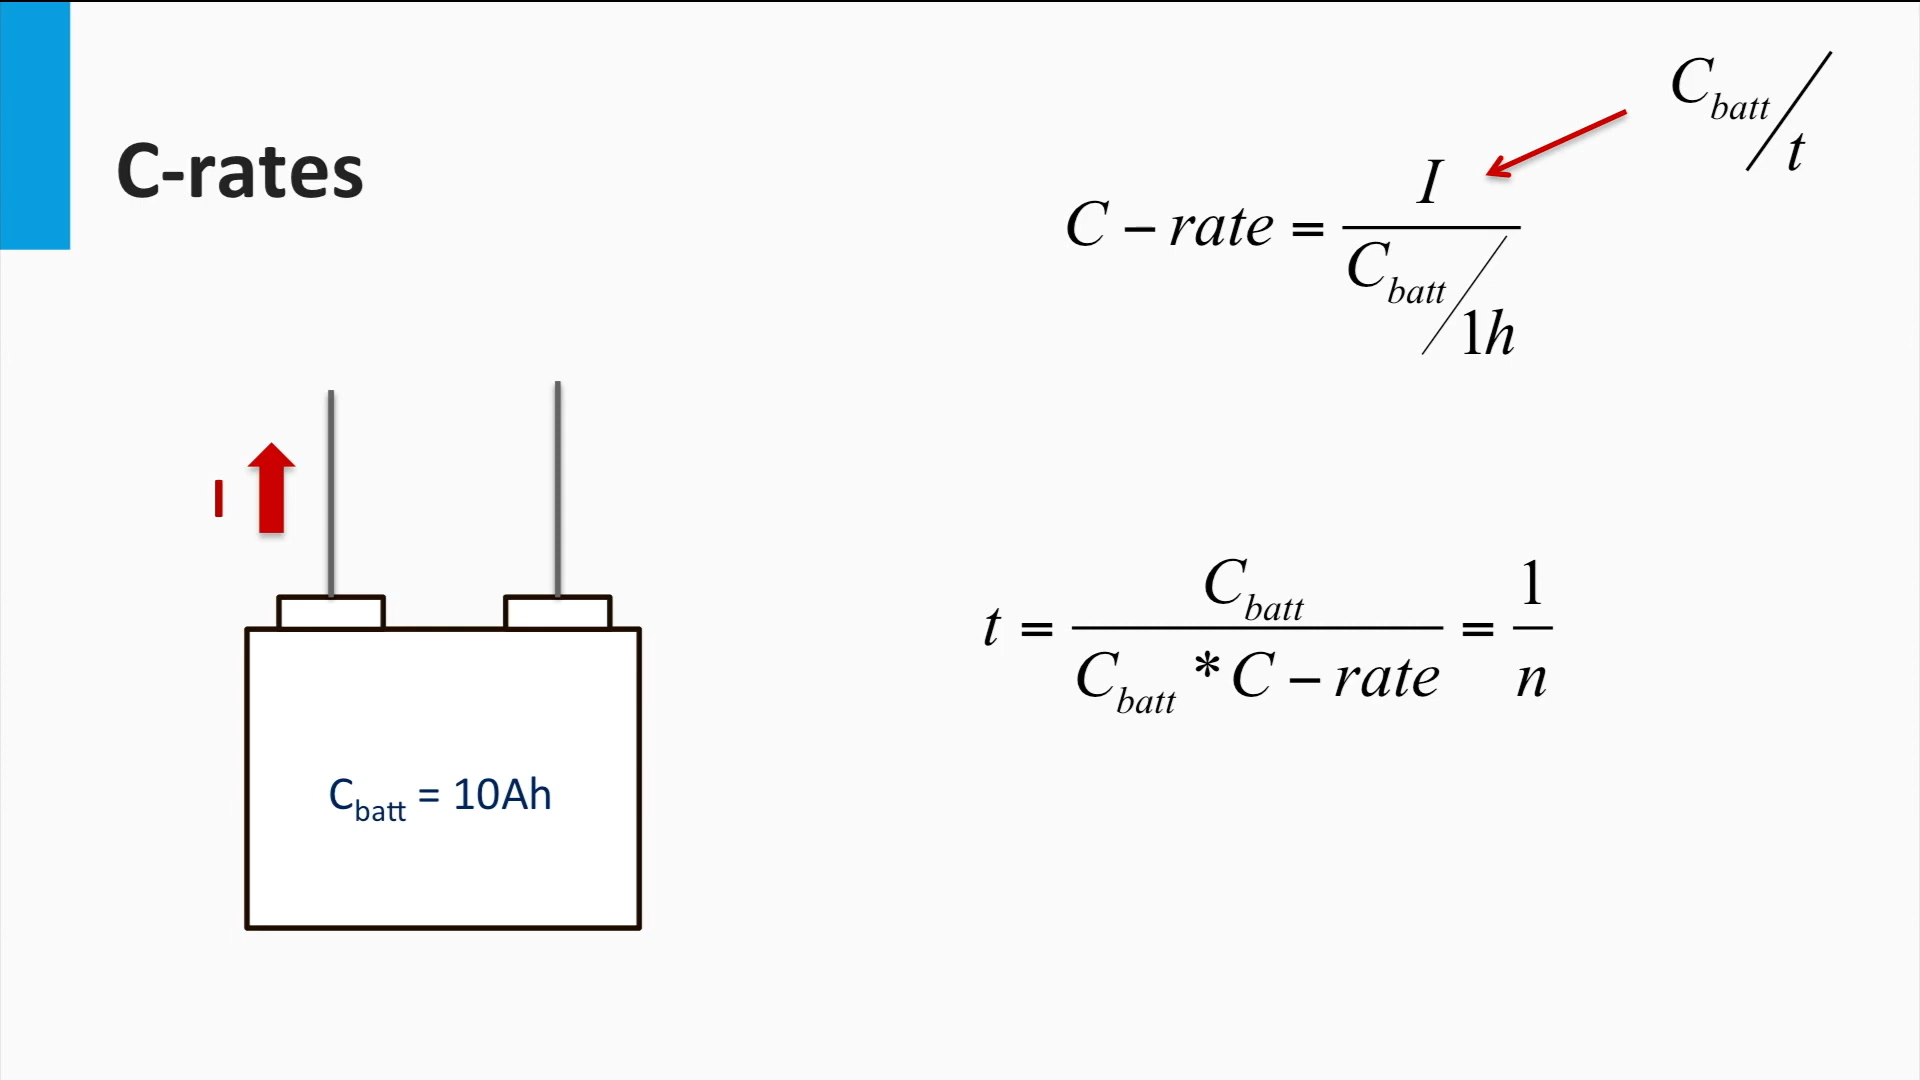 C-rates
C – rate = I / (C_batt / 1h)
C_batt / t
I
t = C_batt / (C_batt * C – rate) = 1 / n
C_batt = 10Ah